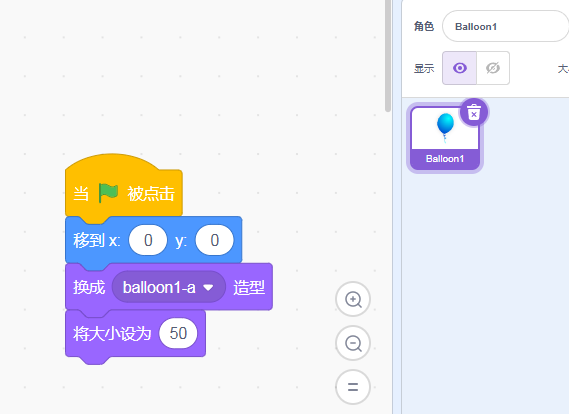 角色 Balloon1
显示 大
Balloon1
当 被点击
移到 x: 0 y: 0
换成 balloon1-a 造型
将大小设为 50